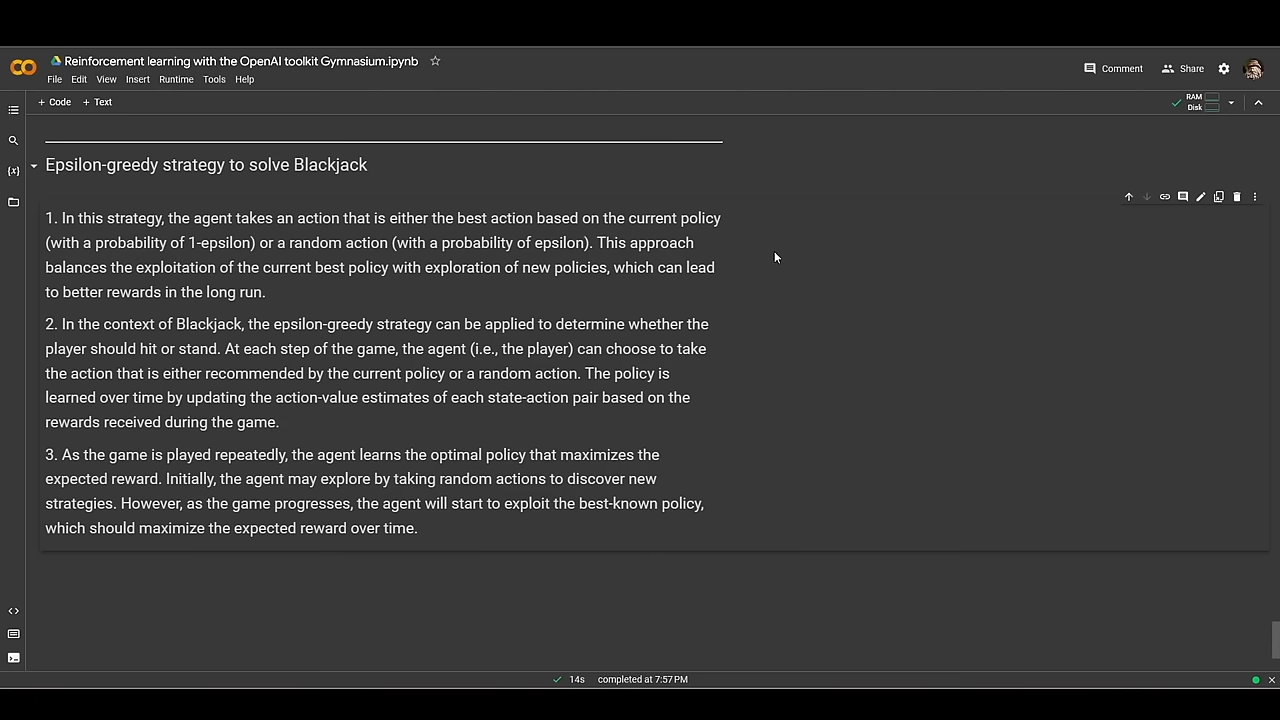 Reinforcement learning with the OpenAI toolkit Gymnasium.ipynb
File Edit View Insert Runtime Tools Help
Comment Share
+ Code + Text
RAM
Disk
Epsilon-greedy strategy to solve Blackjack
1. In this strategy, the agent takes an action that is either the best action based on the current policy
(with a probability of 1-epsilon) or a random action (with a probability of epsilon). This approach
balances the exploitation of the current best policy with exploration of new policies, which can lead
to better rewards in the long run.
2. In the context of Blackjack, the epsilon-greedy strategy can be applied to determine whether the
player should hit or stand. At each step of the game, the agent (i.e., the player) can choose to take
the action that is either recommended by the current policy or a random action. The policy is
learned over time by updating the action-value estimates of each state-action pair based on the
rewards received during the game.
3. As the game is played repeatedly, the agent learns the optimal policy that maximizes the
expected reward. Initially, the agent may explore by taking random actions to discover new
strategies. However, as the game progresses, the agent will start to exploit the best-known policy,
which should maximize the expected reward over time.
14s completed at 7:57 PM